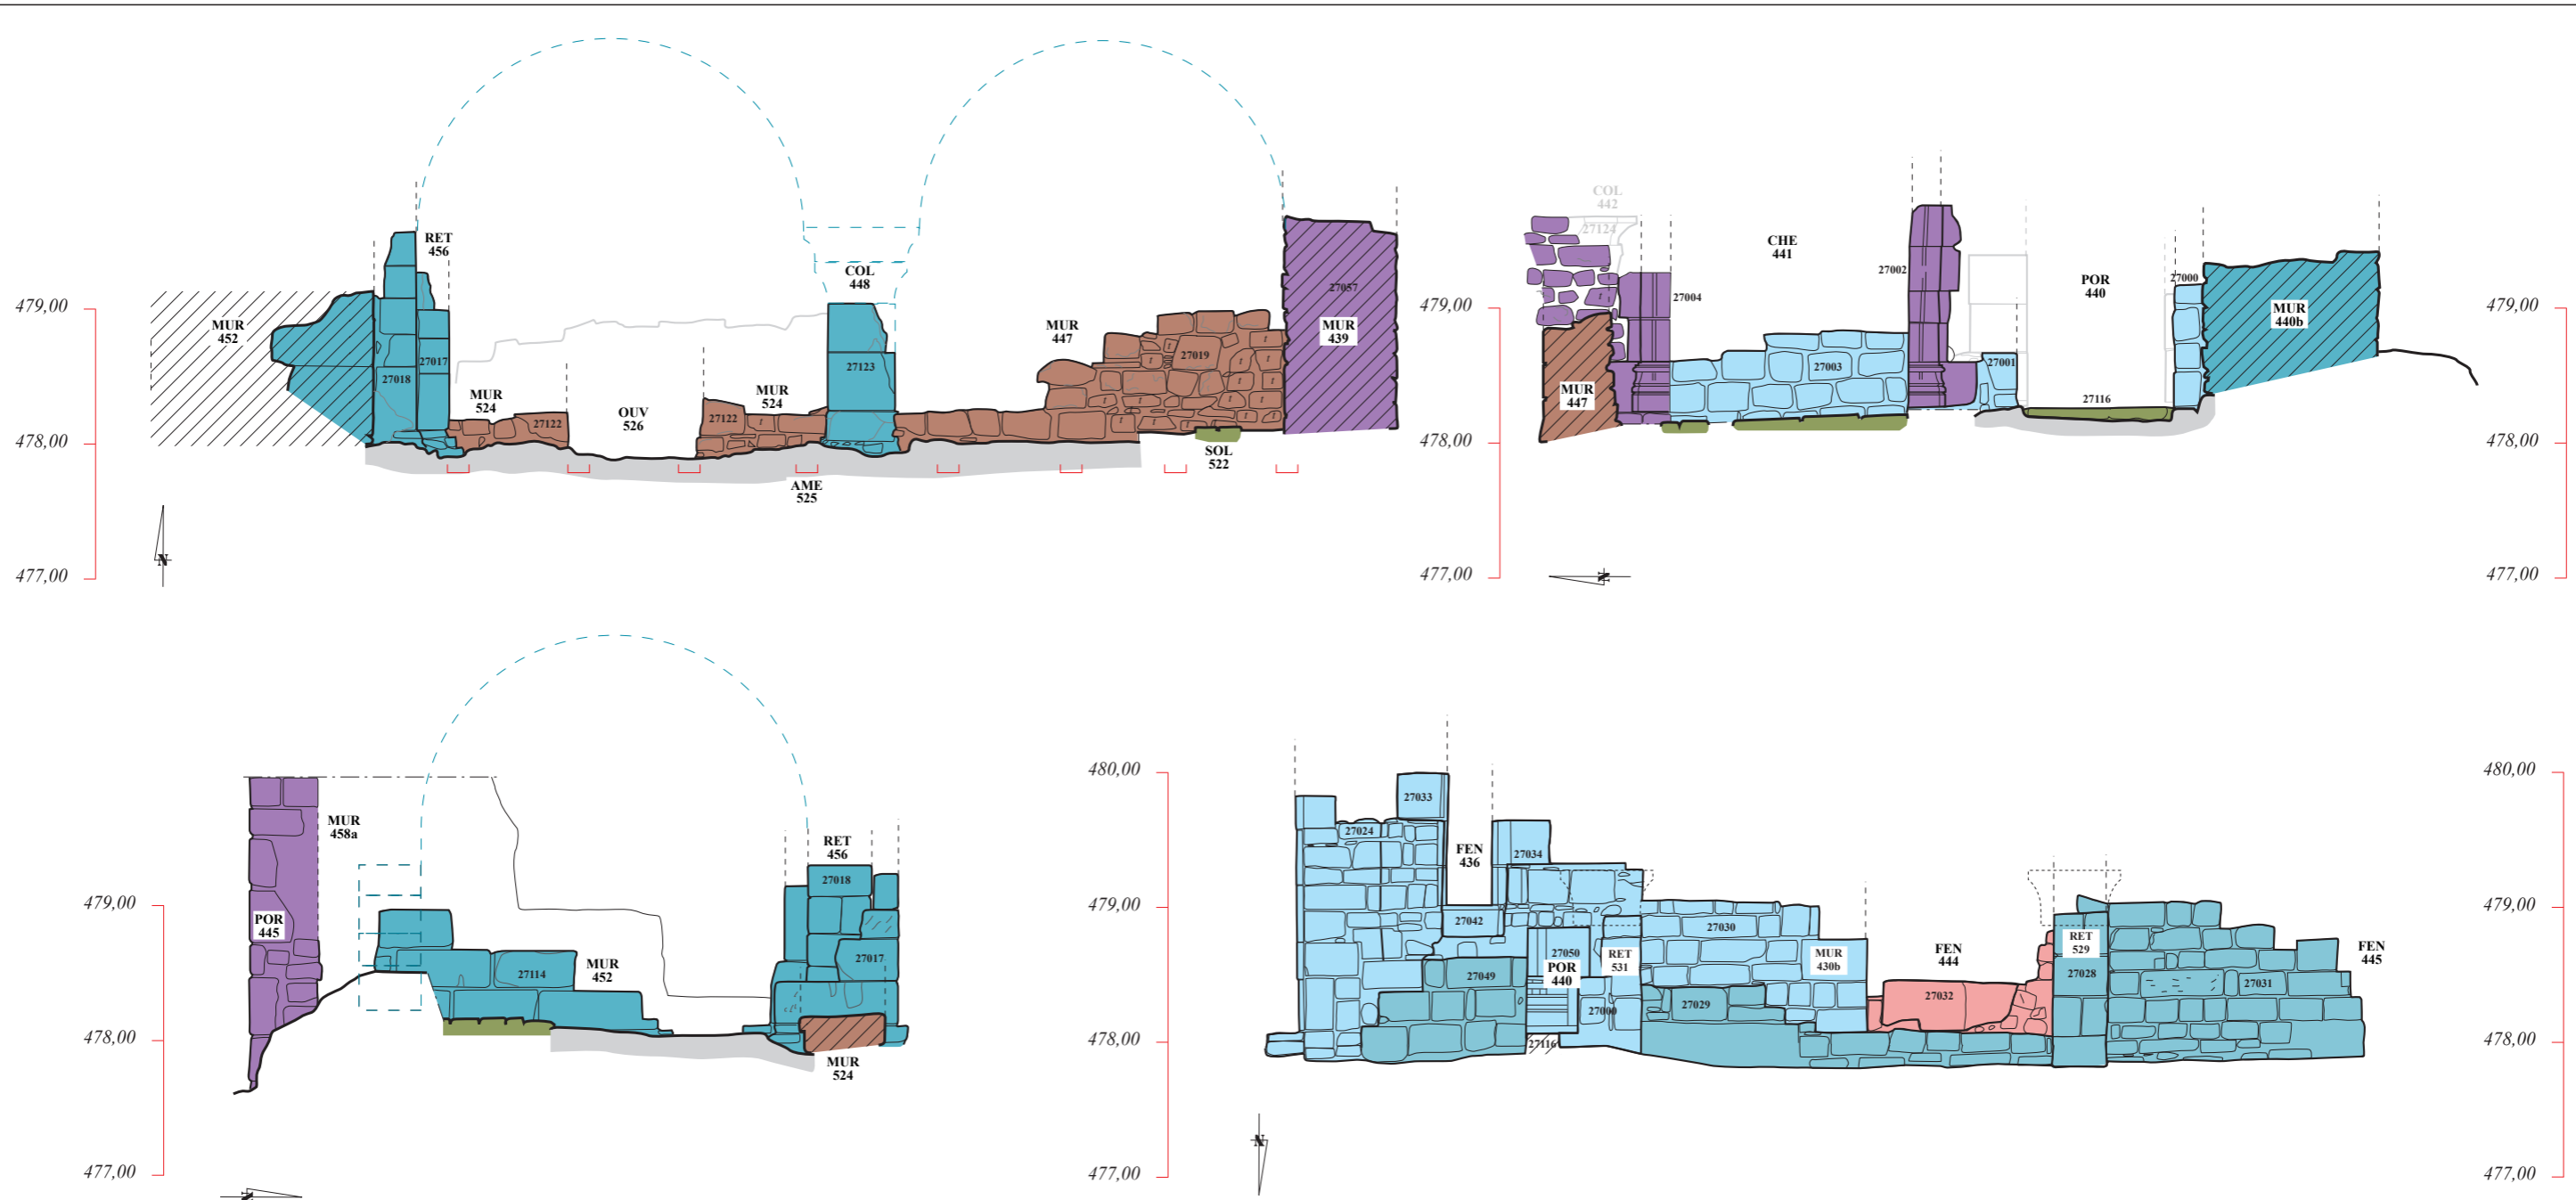 RET
456
COL
448
MUR
452
27018
27017
MUR
524
27122
OUV
526
27122
MUR
524
27123
MUR
447
27019
27057
MUR
439
SOL
522
AME
525
479,00
478,00
477,00
N
COL
442
27124
27004
CHE
441
27002
POR
440
27000
MUR
440b
MUR
447
27003
27001
27116
479,00
478,00
477,00
479,00
478,00
477,00
N
MUR
458a
POR
445
RET
456
27018
27017
27114
MUR
452
MUR
524
479,00
478,00
477,00
N
480,00
479,00
478,00
477,00
27033
27024
FEN
436
27034
27042
27049
27050
POR
440
RET
531
27000
27116
27030
27029
MUR
430b
FEN
444
27032
RET
529
27028
27031
FEN
445
480,00
479,00
478,00
477,00
N